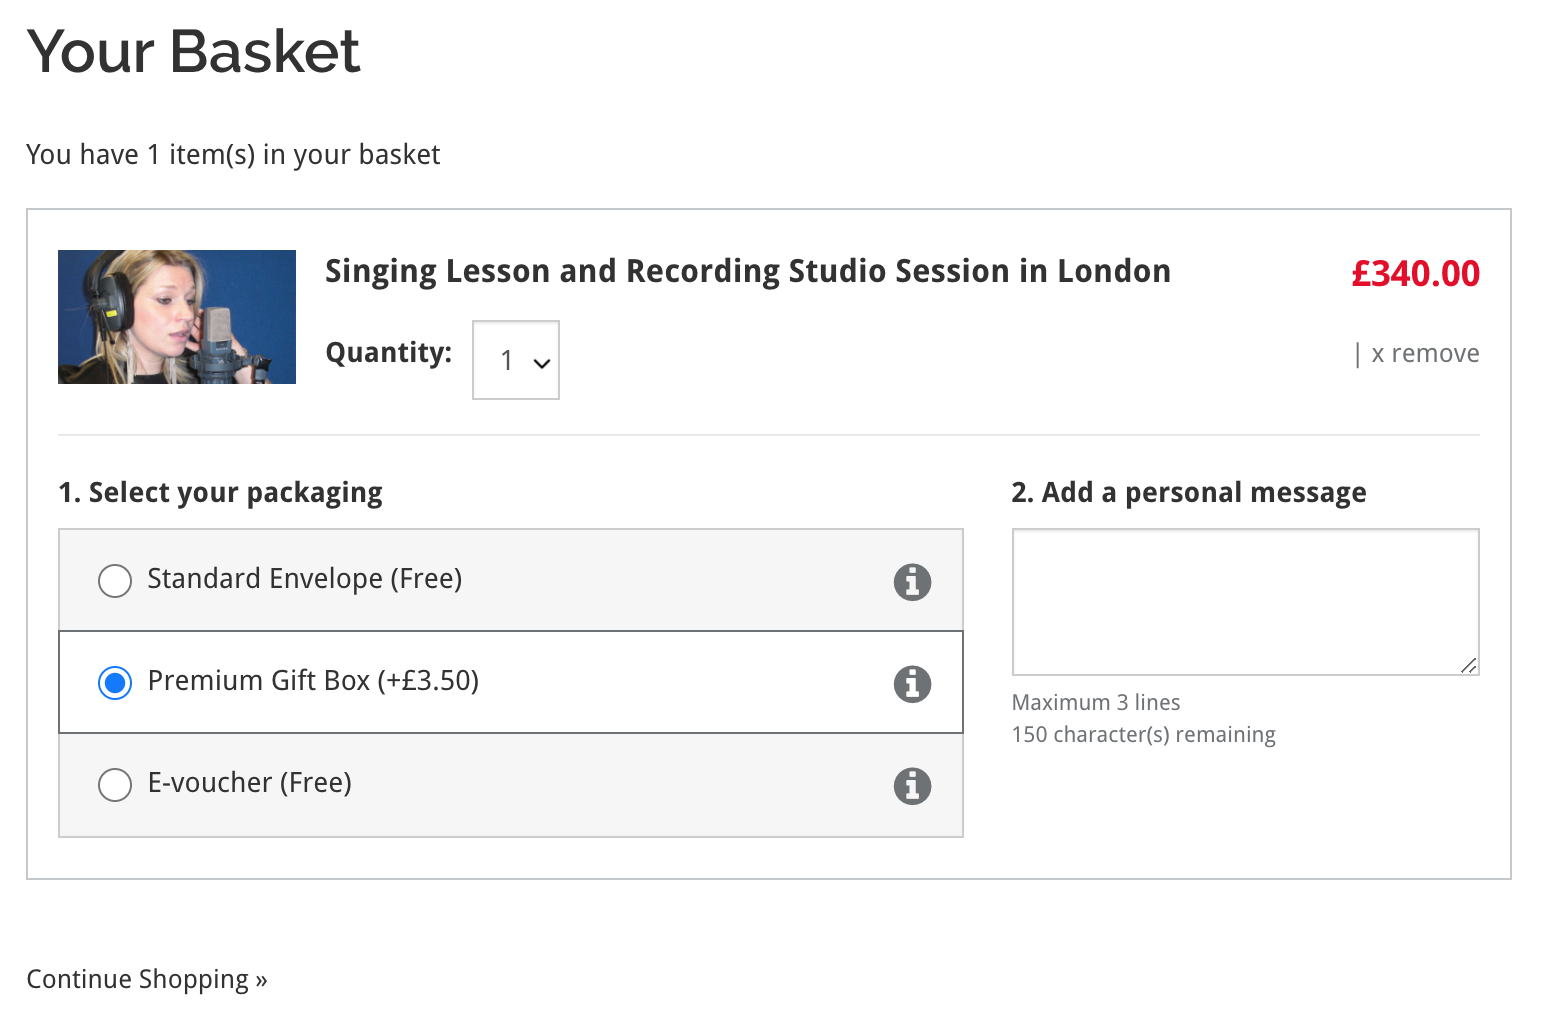 Your Basket
You have 1 item(s) in your basket
Singing Lesson and Recording Studio Session in London
£340.00
Quantity:
1
| x remove
1. Select your packaging
2. Add a personal message
Standard Envelope (Free)
Premium Gift Box (+£3.50)
E-voucher (Free)
Maximum 3 lines
150 character(s) remaining
Continue Shopping »